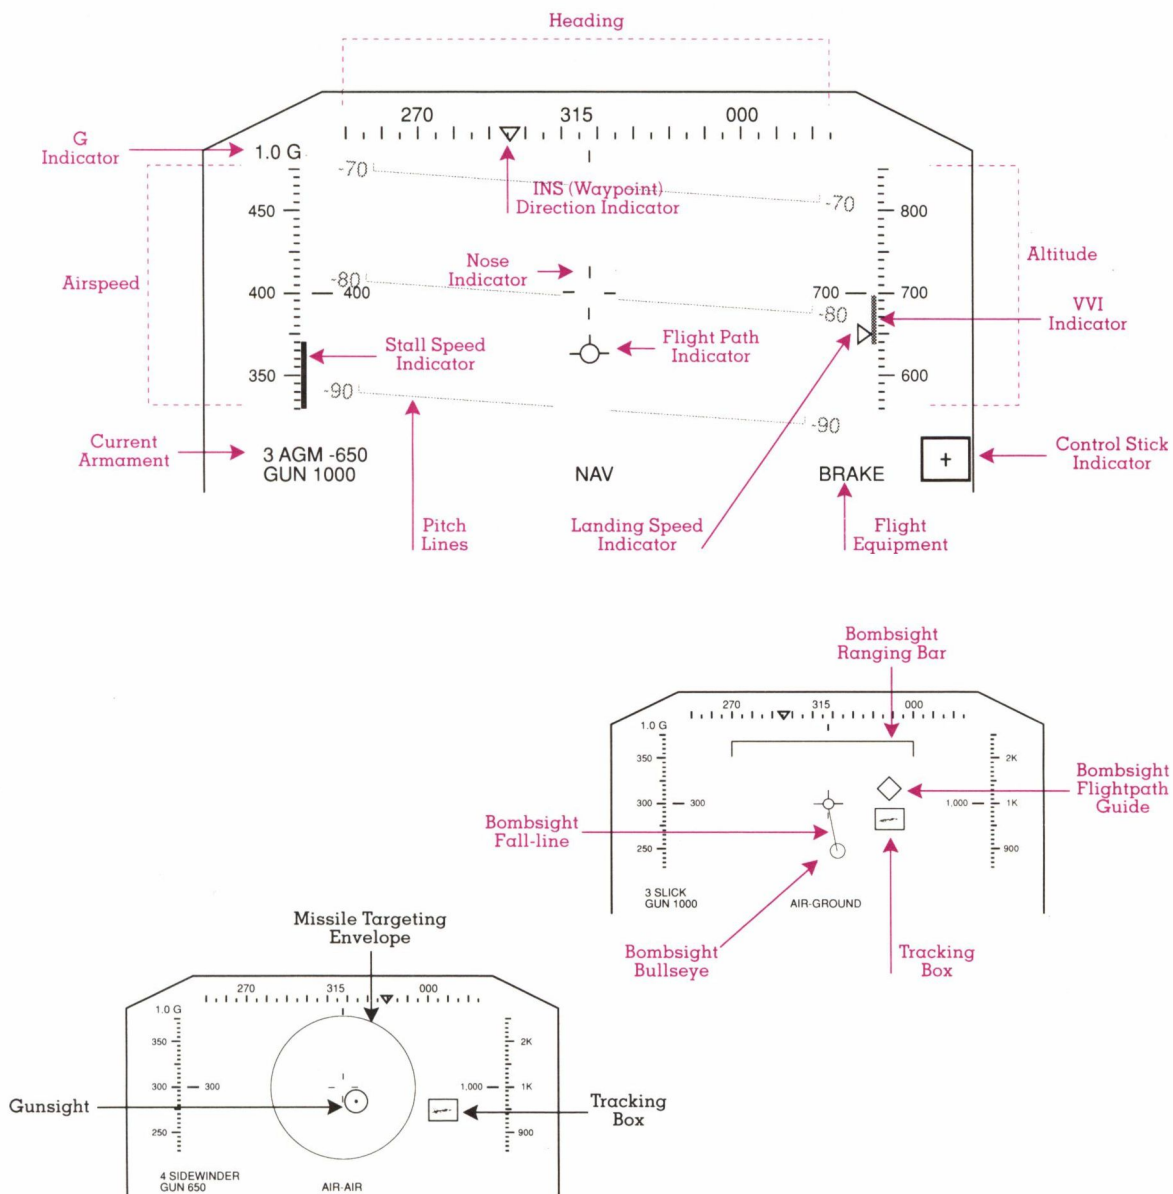 Heading
270 315 000
G
Indicator
1.0 G
-70
-70
INS (Waypoint)
Direction Indicator
450
800
Airspeed
Nose
Indicator
Altitude
-80
400
400
700
700
-80
VVI
Indicator
Stall Speed
Indicator
Flight Path
Indicator
350
600
-90
-90
Current
Armament
3 AGM -650
GUN 1000
NAV
BRAKE
+
Control Stick
Indicator
Pitch
Lines
Landing Speed
Indicator
Flight
Equipment
Bombsight
Ranging Bar
270 315 000
1.0 G
350
2K
Bombsight
Flightpath
Guide
300
300
1,000
1K
Bombsight
Fall-line
250
900
3 SLICK
GUN 1000
AIR-GROUND
Bombsight
Bullseye
Tracking
Box
Missile Targeting
Envelope
270 315 000
1.0 G
350
2K
300
300
1,000
1K
Gunsight
Tracking
Box
250
900
4 SIDEWINDER
GUN 650
AIR-AIR